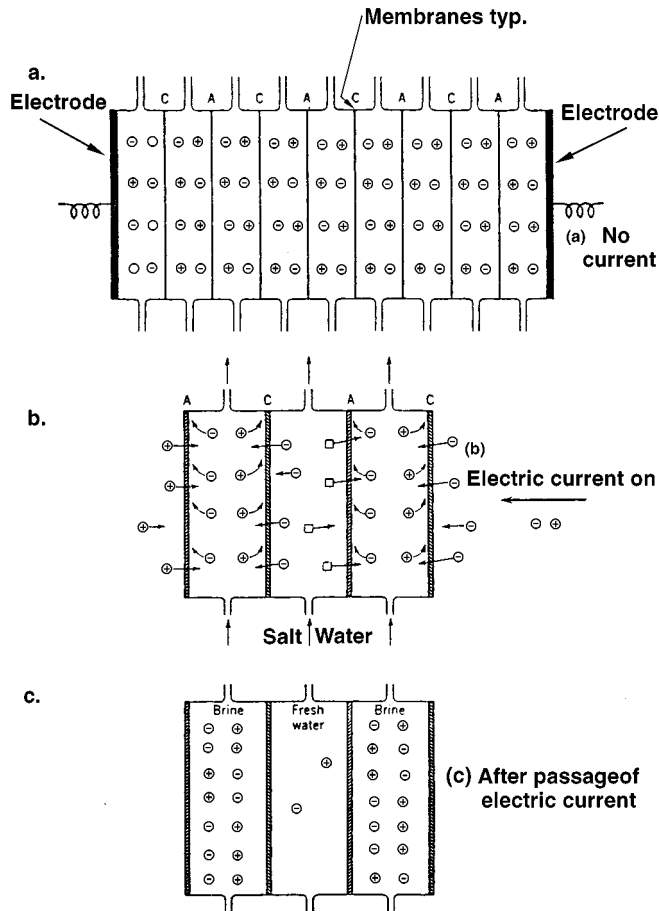 Membranes typ.
a.
C A C A C A C A
Electrode
Electrode
(a) No
current
b.
A C A C
(b)
Electric current on
Salt Water
c.
Brine Fresh Brine
water
(c) After passageof
electric current